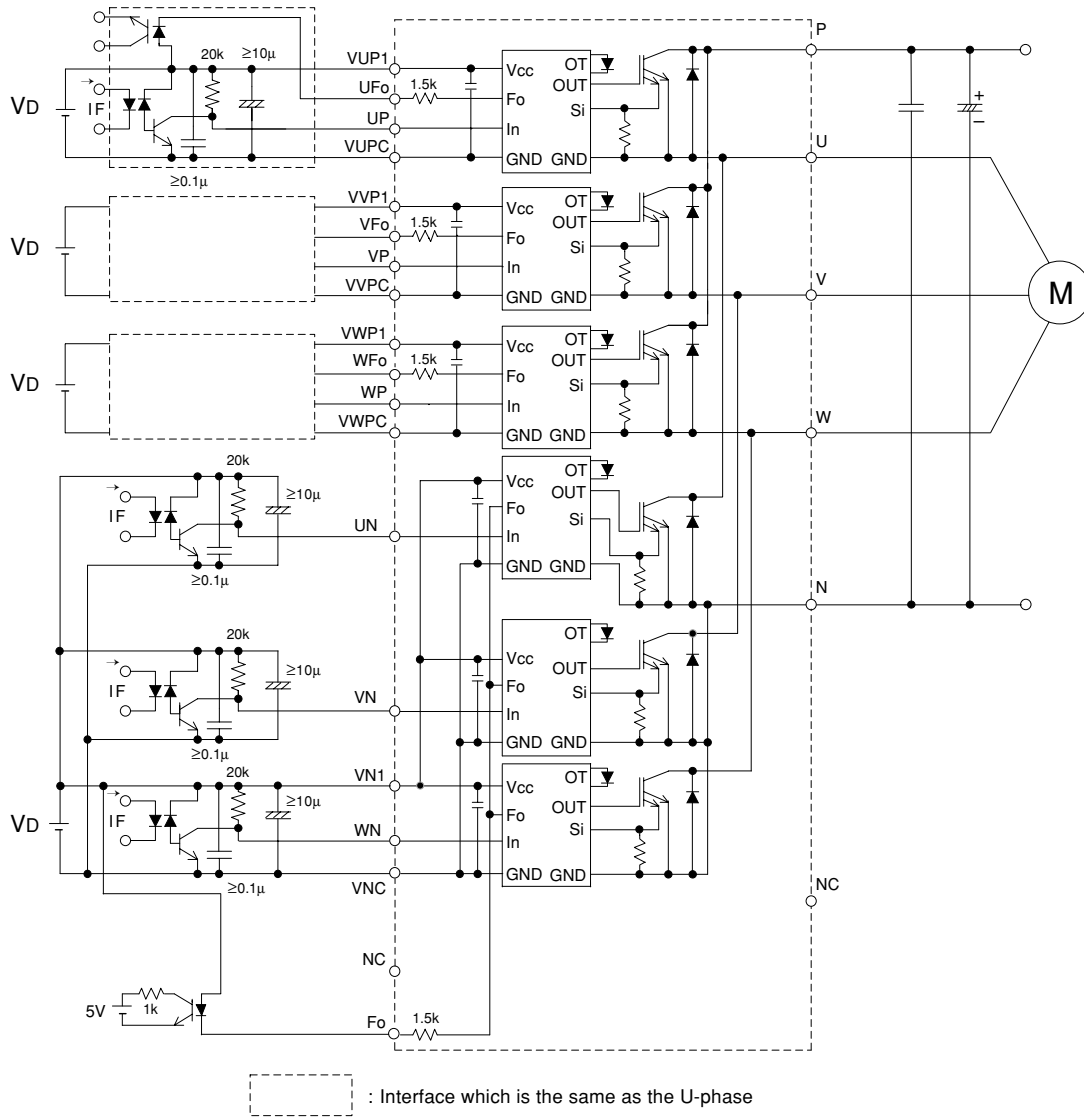 P
20k
≥10µ
VUP1
Vcc
OT
OUT
UFo
1.5k
Fo
Si
VD
IF
UP
In
+
–
VUPC
GND GND
U
≥0.1µ
VVP1
Vcc
OT
OUT
VFo
1.5k
Fo
Si
VD
VP
In
VVPC
GND GND
V
M
VWP1
Vcc
OT
OUT
WFo
1.5k
Fo
Si
VD
WP
In
VWPC
GND GND
W
20k
≥10µ
IF
UN
Vcc
OT
OUT
Fo
Si
In
GND GND
≥0.1µ
N
20k
≥10µ
IF
VN
Vcc
OT
OUT
Fo
Si
In
GND GND
≥0.1µ
20k
≥10µ
VN1
Vcc
OT
OUT
VD
IF
Fo
Si
WN
In
VNC
GND GND
≥0.1µ
NC
NC
5V
1k
Fo
1.5k
: Interface which is the same as the U-phase